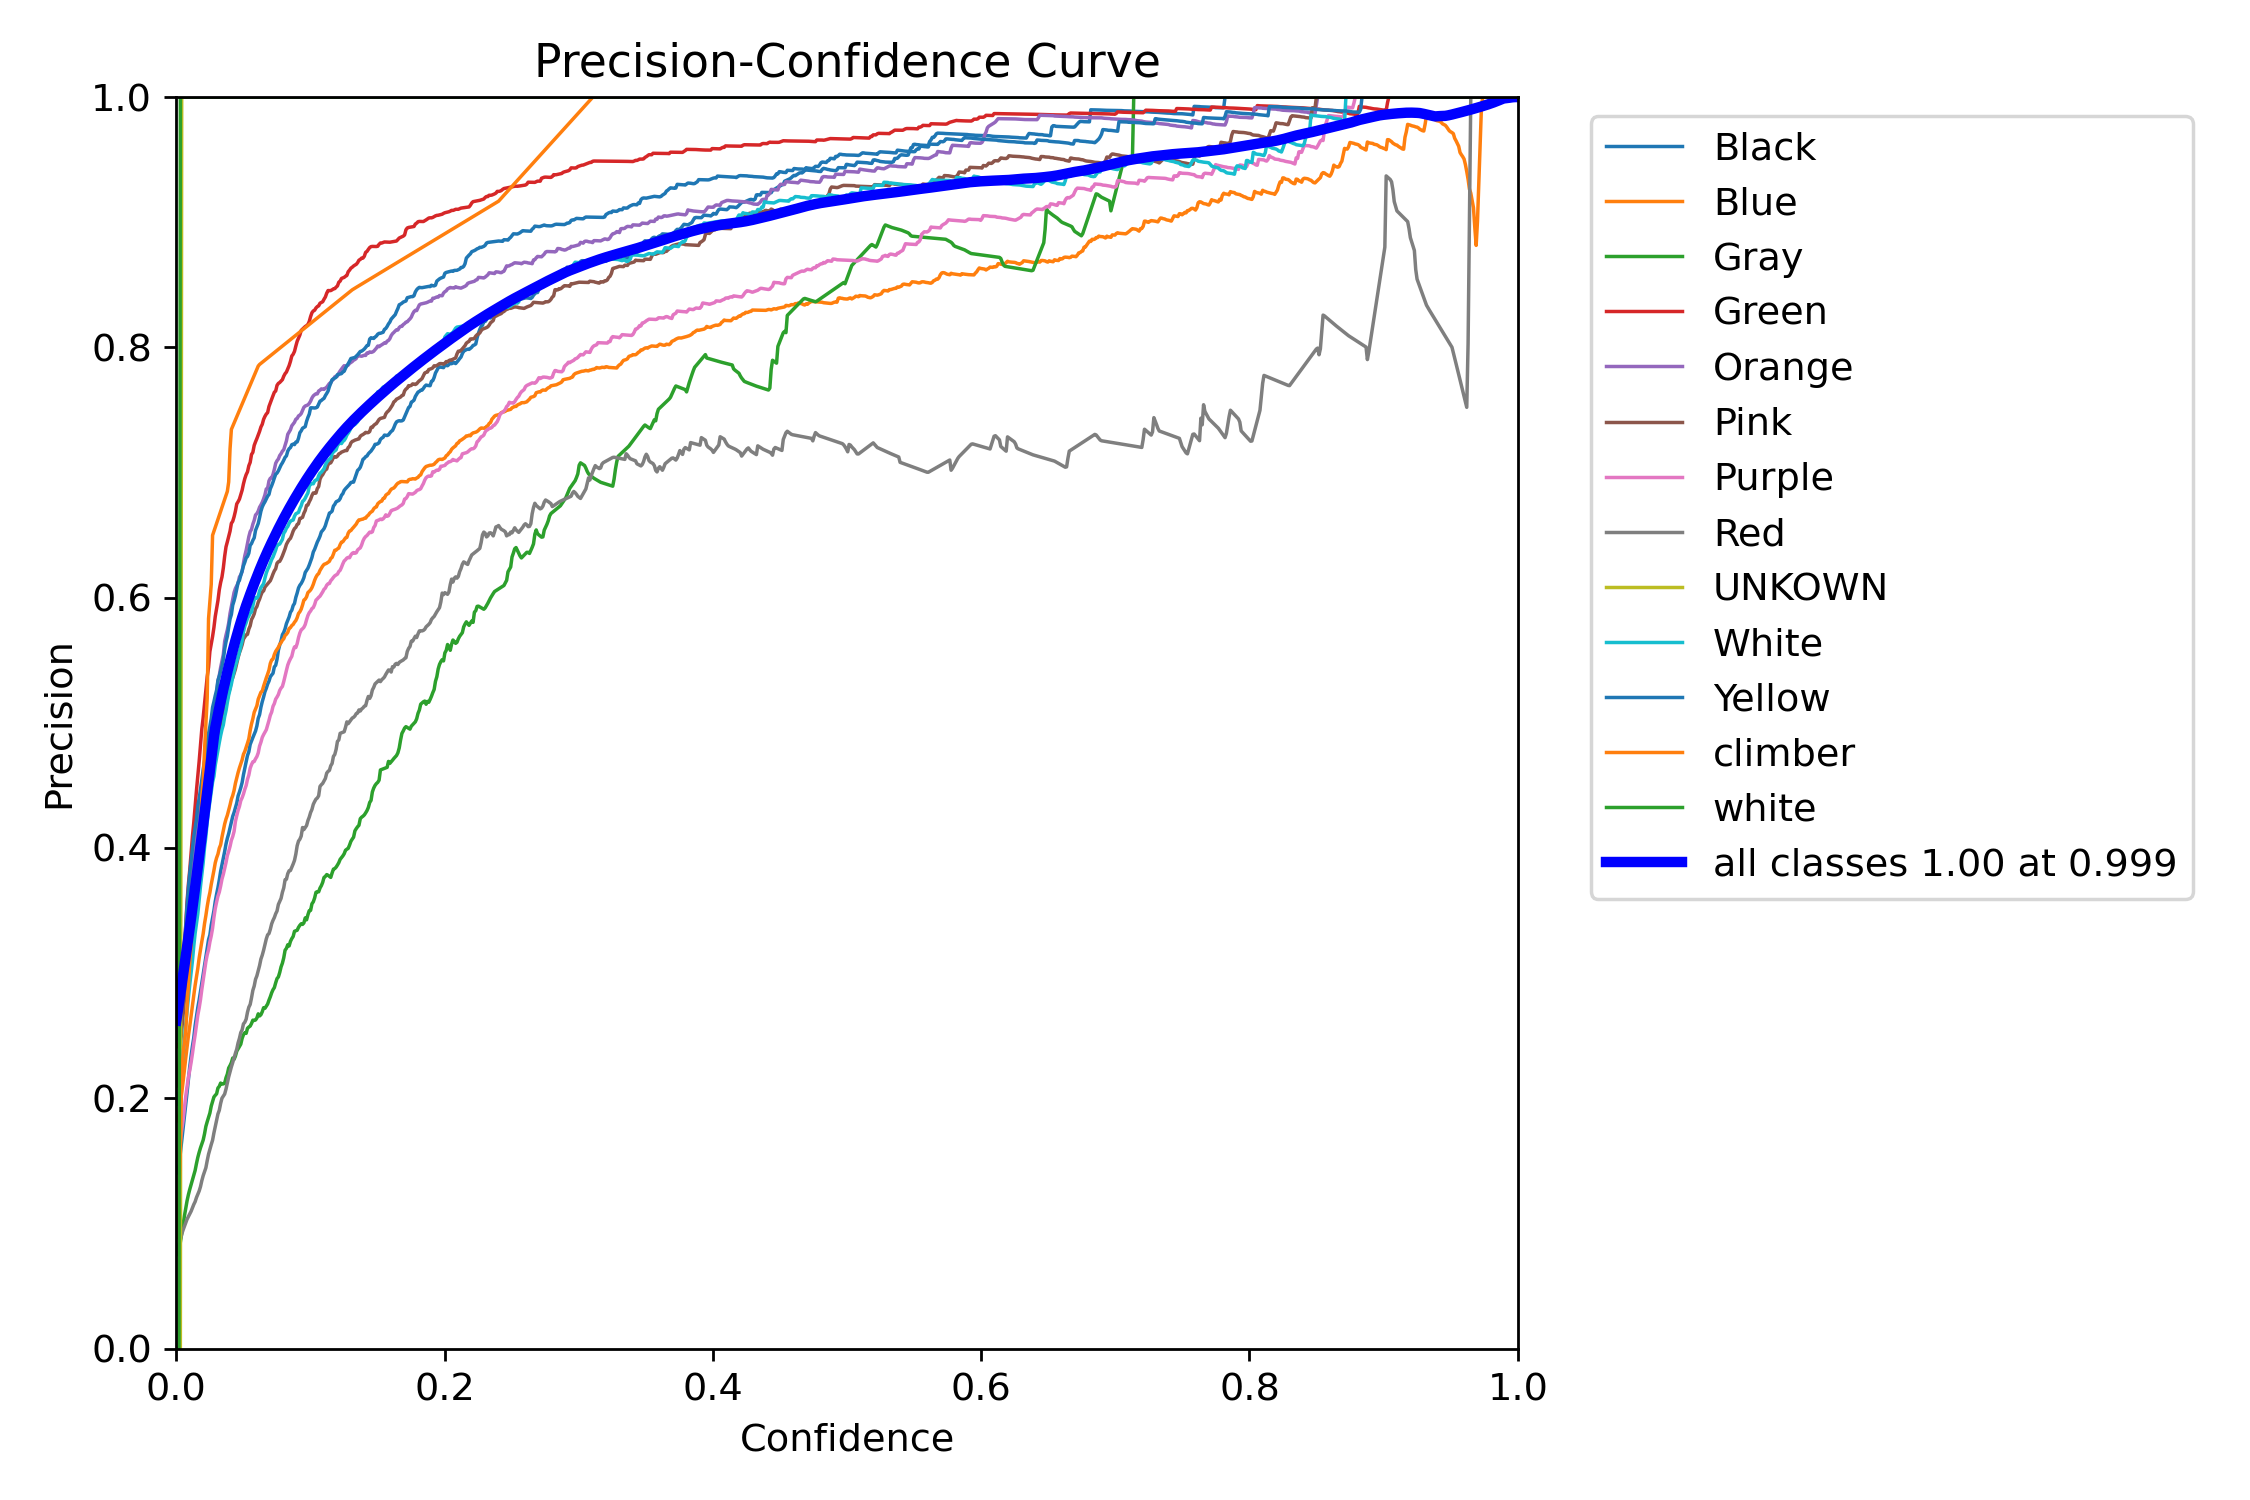 Precision-Confidence Curve
1.0
0.8
0.6
0.4
0.2
0.0
Precision
0.0 0.2 0.4 0.6 0.8 1.0
Confidence
Black
Blue
Gray
Green
Orange
Pink
Purple
Red
UNKOWN
White
Yellow
climber
white
all classes 1.00 at 0.999